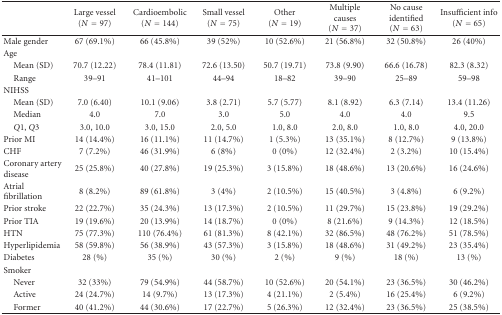 Large vessel (N = 97) Cardioembolic (N = 144) Small vessel (N = 75) Other (N = 19) Multiple causes (N = 37) No cause identified (N = 63) Insufficient info (N = 65)
Male gender 67 (69.1%) 66 (45.8%) 39 (52%) 10 (52.6%) 21 (56.8%) 32 (50.8%) 26 (40%)
Age
Mean (SD) 70.7 (12.22) 78.4 (11.81) 72.6 (13.50) 50.7 (19.71) 73.8 (9.90) 66.6 (16.78) 82.3 (8.32)
Range 39–91 41–101 44–94 18–82 39–90 25–89 59–98
NIHSS
Mean (SD) 7.0 (6.40) 10.1 (9.06) 3.8 (2.71) 5.7 (5.77) 8.1 (8.92) 6.3 (7.14) 13.4 (11.26)
Median 4.0 7.0 3.0 5.0 4.0 4.0 9.5
Q1, Q3 3.0, 10.0 3.0, 15.0 2.0, 5.0 1.0, 8.0 2.0, 8.0 1.0, 8.0 4.0, 20.0
Prior MI 14 (14.4%) 16 (11.1%) 11 (14.7%) 1 (5.3%) 13 (35.1%) 8 (12.7%) 9 (13.8%)
CHF 7 (7.2%) 46 (31.9%) 6 (8%) 0 (0%) 12 (32.4%) 2 (3.2%) 10 (15.4%)
Coronary artery disease 25 (25.8%) 40 (27.8%) 19 (25.3%) 3 (15.8%) 18 (48.6%) 13 (20.6%) 16 (24.6%)
Atrial fibrillation 8 (8.2%) 89 (61.8%) 3 (4%) 2 (10.5%) 15 (40.5%) 3 (4.8%) 6 (9.2%)
Prior stroke 22 (22.7%) 35 (24.3%) 13 (17.3%) 2 (10.5%) 11 (29.7%) 15 (23.8%) 19 (29.2%)
Prior TIA 19 (19.6%) 20 (13.9%) 14 (18.7%) 0 (0%) 8 (21.6%) 9 (14.3%) 12 (18.5%)
HTN 75 (77.3%) 110 (76.4%) 61 (81.3%) 8 (42.1%) 32 (86.5%) 48 (76.2%) 51 (78.5%)
Hyperlipidemia 58 (59.8%) 56 (38.9%) 43 (57.3%) 3 (15.8%) 18 (48.6%) 31 (49.2%) 23 (35.4%)
Diabetes 28 (%) 35 (%) 30 (%) 2 (%) 9 (%) 18 (%) 13 (%)
Smoker
Never 32 (33%) 79 (54.9%) 44 (58.7%) 10 (52.6%) 20 (54.1%) 23 (36.5%) 30 (46.2%)
Active 24 (24.7%) 14 (9.7%) 13 (17.3%) 4 (21.1%) 2 (5.4%) 16 (25.4%) 6 (9.2%)
Former 40 (41.2%) 44 (30.6%) 17 (22.7%) 5 (26.3%) 12 (32.4%) 23 (36.5%) 25 (38.5%)